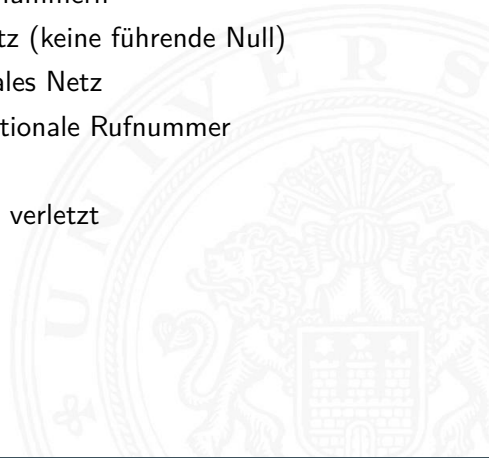 tz (keine führende Null)
ales Netz
tionale Rufnummer
verletzt
U N I V E R S